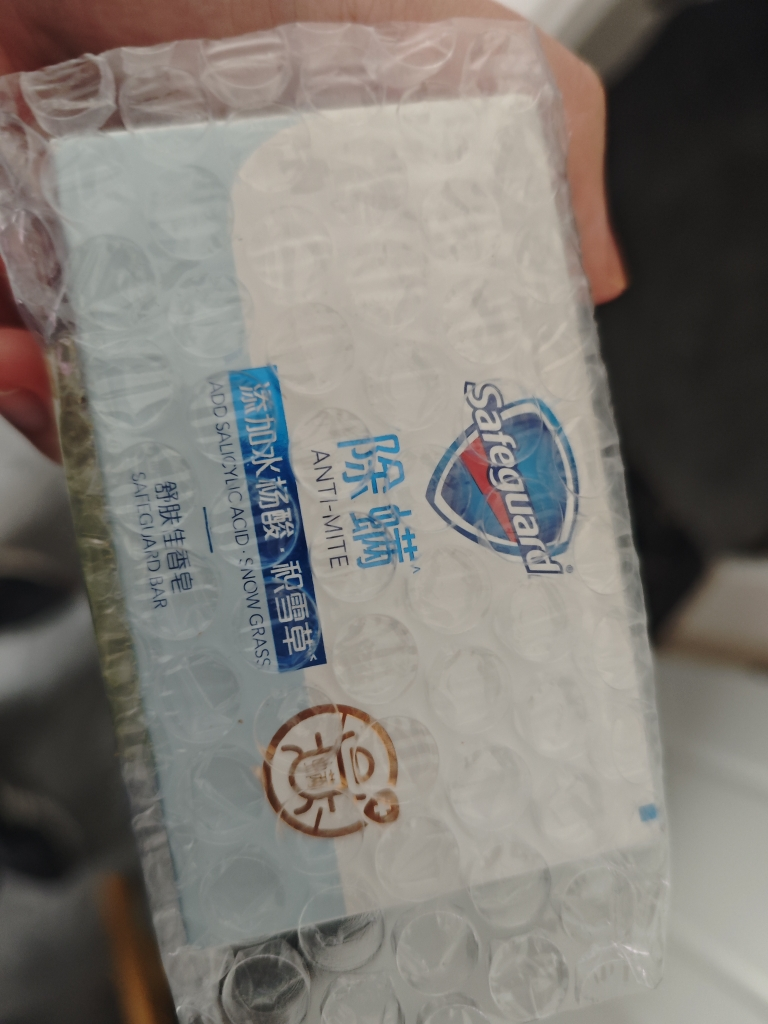 Safeguard
除螨^
ANTI-MITE
添加水杨酸 积雪草
ADD SALICYLIC ACID · SNOW GRASS
舒肤生香皂
SAFEGUARD BAR